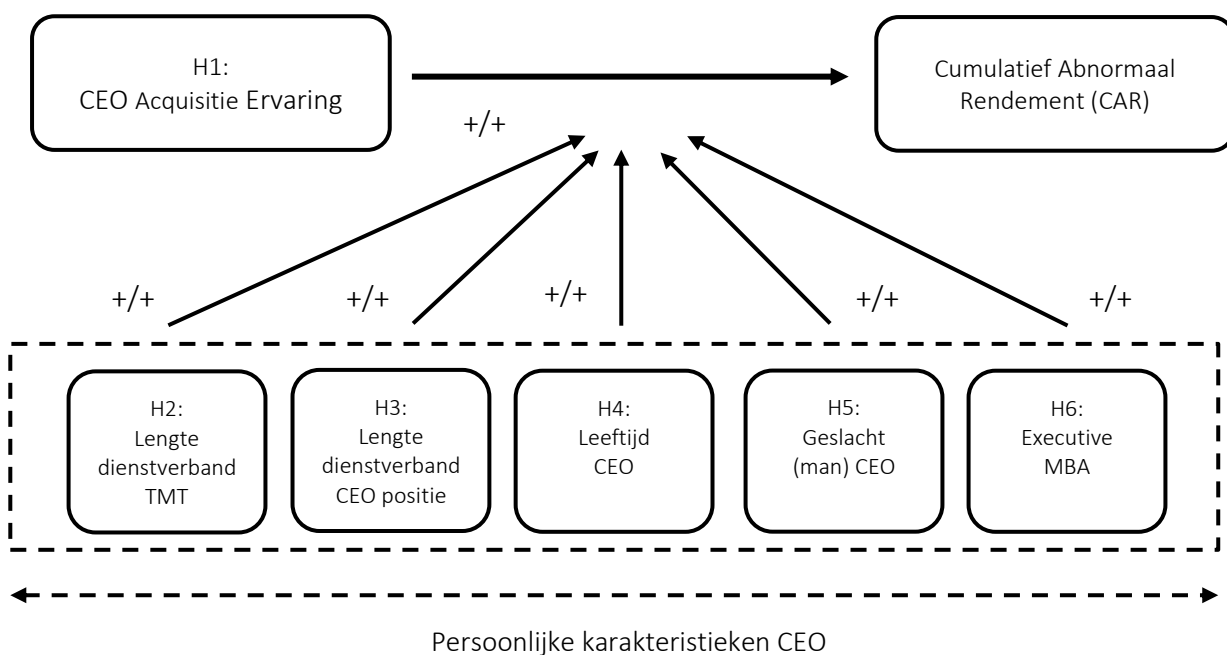 H1:
CEO Acquisitie Ervaring
Cumulatief Abnormaal
Rendement (CAR)
+/+
+/+
+/+
+/+
+/+
+/+
H2:
Lengte
dienstverband
TMT
H3:
Lengte
dienstverband
CEO positie
H4:
Leeftijd
CEO
H5:
Geslacht
(man) CEO
H6:
Executive
MBA
Persoonlijke karakteristieken CEO